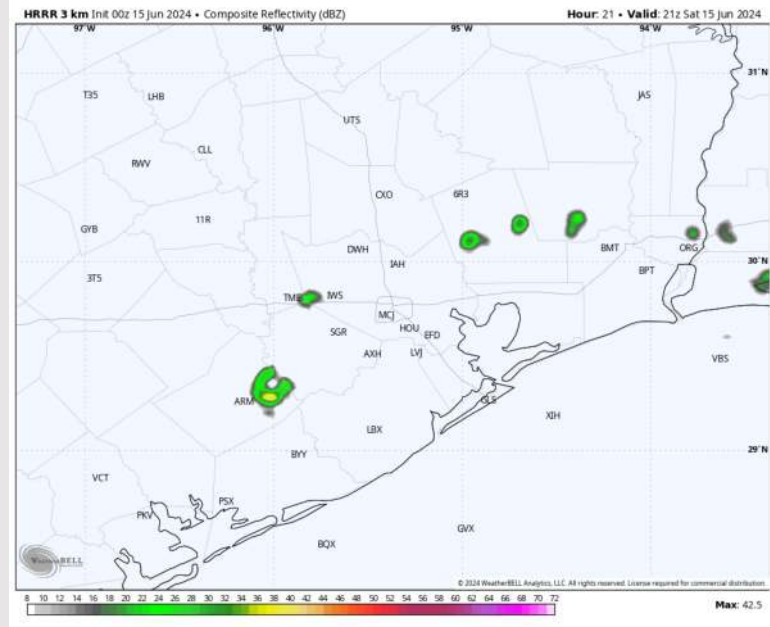 HRRR 3 km Init 00z 15 Jun 2024 • Composite Reflectivity (dBZ) Hour: 21 • Valid: 21z Sat 15 Jun 2024
97°W 96°W 95°W 94°W
31°N
T35 LHB JAS
UTS
CLL
RWV
CXO 6R3
11R
GYB
DWH BMT ORG
IAH
30°N
3T5 BPT
TME IWS
MCJ
SGR HOU EFD
AXH LVJ VBS
ARM GLS
XIH
LBX
29°N
BYY
VCT
PSX
PKV
GVX
BQX
WeatherBELL
© 2024 WeatherBELL Analytics, LLC. All rights reserved. License required for commercial distribution.
8 10 12 14 16 18 20 22 24 26 28 30 32 34 36 38 40 42 44 46 48 50 52 54 56 58 60 62 64 66 68 70 72 Max: 42.5